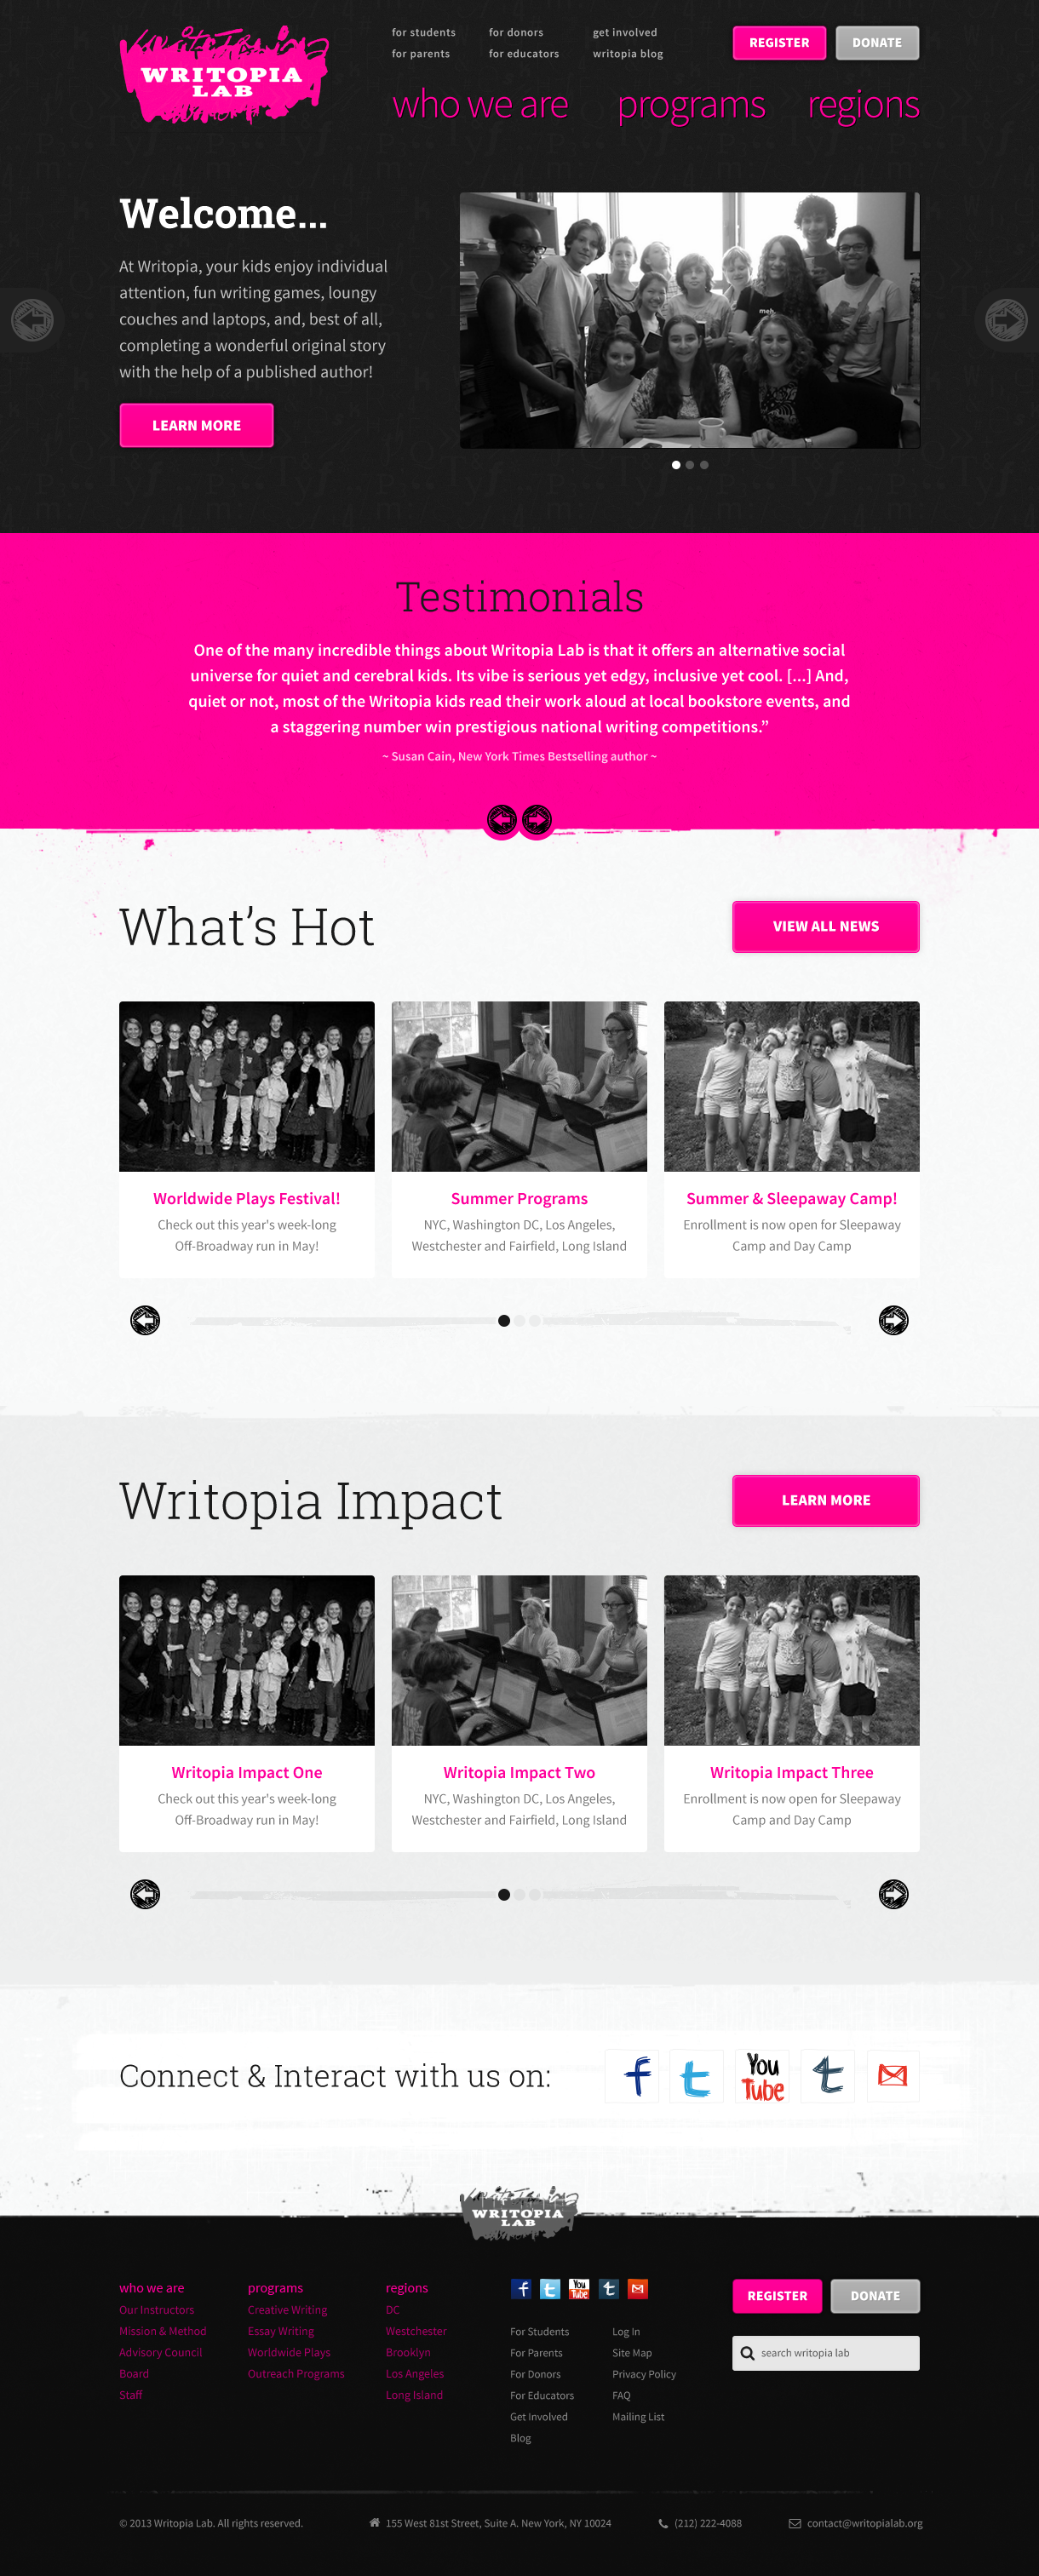 WRITOPIA
LAB
for students
for donors
get involved
for parents
for educators
writopia blog
REGISTER
DONATE
who we are
programs
regions
Welcome...
At Writopia, your kids enjoy individual
attention, fun writing games, loungy
couches and laptops, and, best of all,
completing a wonderful original story
with the help of a published author!
LEARN MORE
meh.
Testimonials
One of the many incredible things about Writopia Lab is that it offers an alternative social
universe for quiet and cerebral kids. Its vibe is serious yet edgy, inclusive yet cool. [...] And,
quiet or not, most of the Writopia kids read their work aloud at local bookstore events, and
a staggering number win prestigious national writing competitions.”
~ Susan Cain, New York Times Bestselling author ~
What’s Hot
VIEW ALL NEWS
Worldwide Plays Festival!
Check out this year's week-long
Off-Broadway run in May!
Summer Programs
NYC, Washington DC, Los Angeles,
Westchester and Fairfield, Long Island
Summer & Sleepaway Camp!
Enrollment is now open for Sleepaway
Camp and Day Camp
Writopia Impact
LEARN MORE
Writopia Impact One
Check out this year's week-long
Off-Broadway run in May!
Writopia Impact Two
NYC, Washington DC, Los Angeles,
Westchester and Fairfield, Long Island
Writopia Impact Three
Enrollment is now open for Sleepaway
Camp and Day Camp
Connect & Interact with us on:
f
t
You
Tube
t
WRITOPIA
LAB
who we are
Our Instructors
Mission & Method
Advisory Council
Board
Staff
programs
Creative Writing
Essay Writing
Worldwide Plays
Outreach Programs
regions
DC
Westchester
Brooklyn
Los Angeles
Long Island
f
t
You
Tube
t
For Students
For Parents
For Donors
For Educators
Get Involved
Blog
Log In
Site Map
Privacy Policy
FAQ
Mailing List
REGISTER
DONATE
search writopia lab
© 2013 Writopia Lab. All rights reserved.
155 West 81st Street, Suite A. New York, NY 10024
(212) 222-4088
contact@writopialab.org